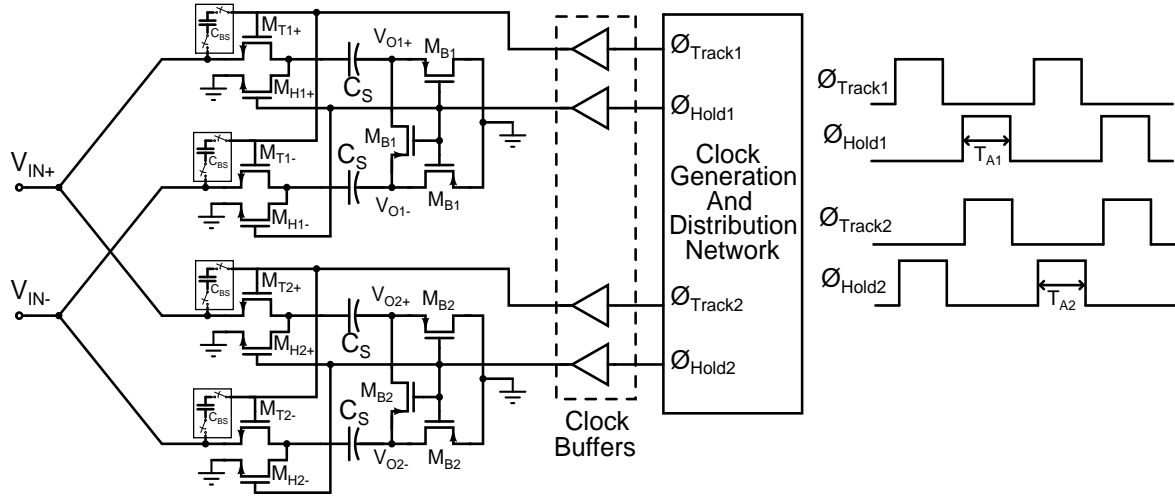 C_BS
M_T1+
V_O1+
M_B1
Ø_Track1
C_S
M_H1+
Ø_Hold1
C_BS
M_T1-
M_B1
C_S
V_IN+
V_O1-
M_B1
M_H1-
Clock
Generation
And
Distribution
Network
Ø_Track1
Ø_Hold1
T_A1
Ø_Track2
Ø_Hold2
T_A2
V_IN-
C_BS
M_T2+
V_O2+
M_B2
Ø_Track2
C_S
M_H2+
Ø_Hold2
C_BS
M_T2-
M_B2
C_S
V_O2-
M_B2
M_H2-
Clock
Buffers